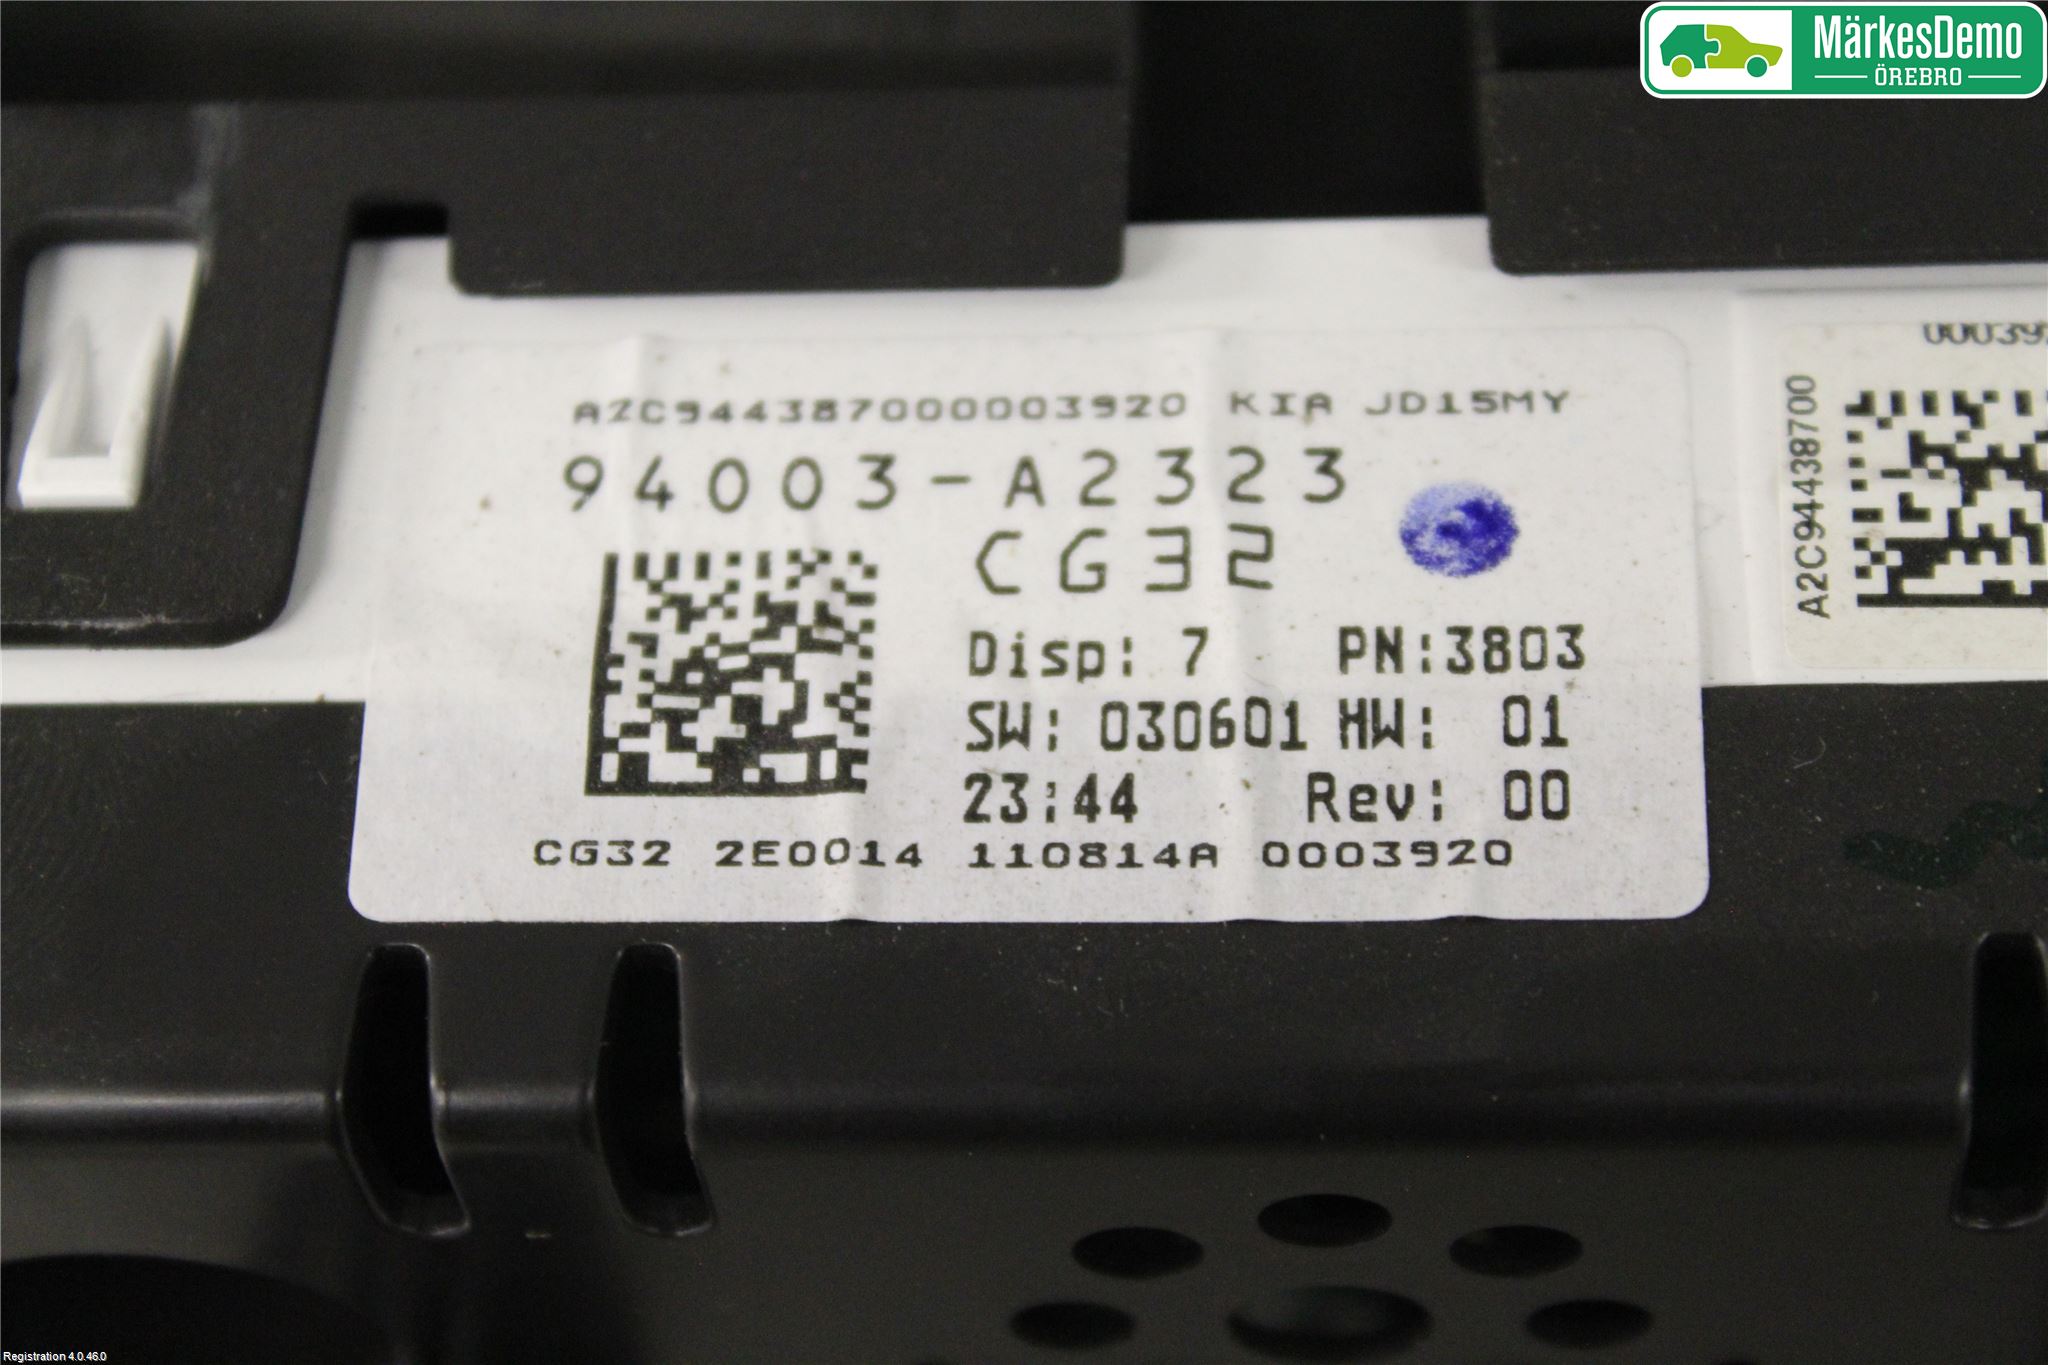 MärkesDemo
ÖREBRO
A2C9443870000003920 KIA JD15MY
94003-A2323
CG32
Disp: 7 PN:3803
SW: 030601 HW: 01
23:44 Rev: 00
CG32 2E0014 110814A 0003920
A2C94438700
Registration 4.0.46.0